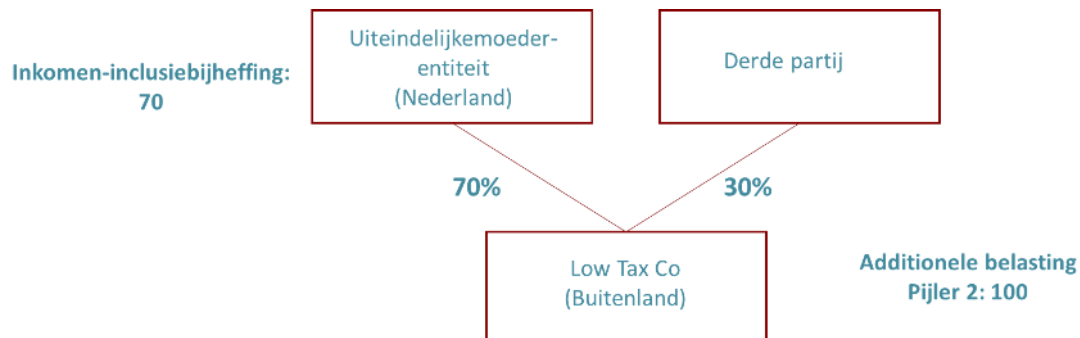 Inkomen-inclusiebijheffing:
70
Uiteindelijkemoeder-
entiteit
(Nederland)
Derde partij
70%
30%
Low Tax Co
(Buitenland)
Additionele belasting
Pijler 2: 100